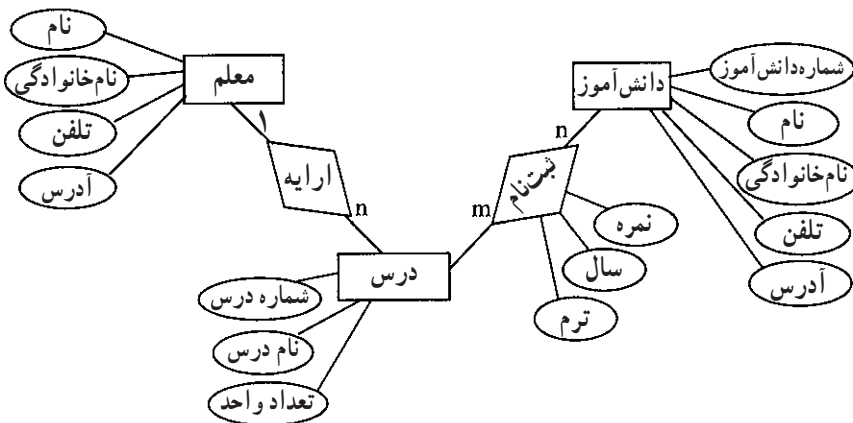 نام
معلم
نام‌خانوادگی
تلفن
آدرس
۱
ارایه
n
درس
شماره درس
نام درس
تعداد واحد
دانش‌آموز
شماره‌دانش‌آموز
نام
نام‌خانوادگی
تلفن
آدرس
n
ثبت‌نام
m
نمره
سال
ترم